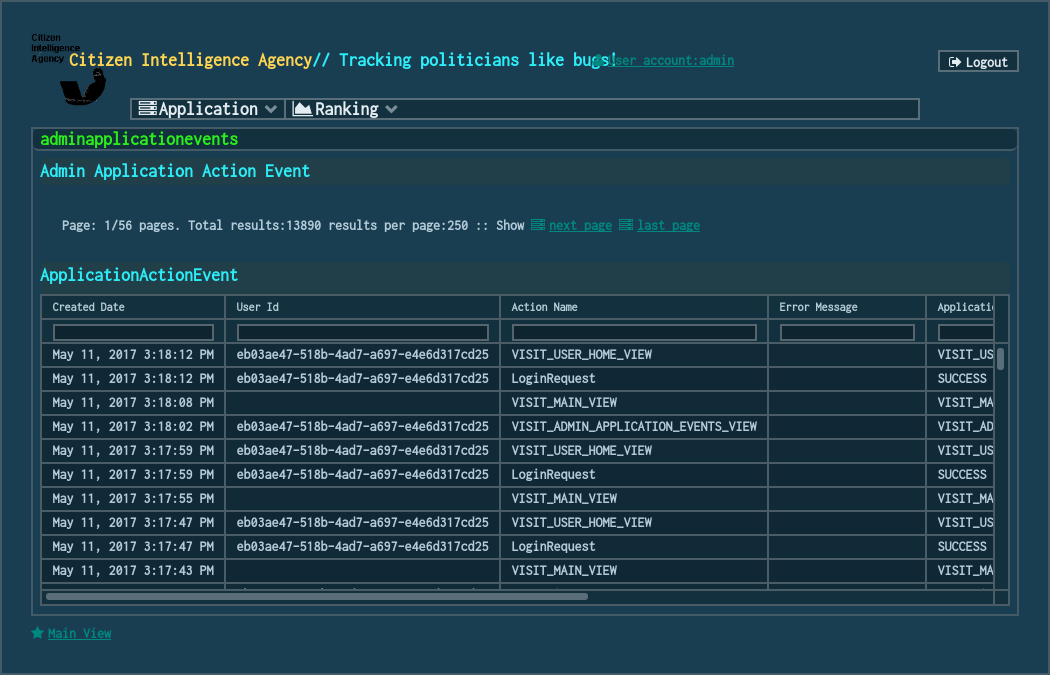 Citizen
Intelligence
Agency
Citizen Intelligence Agency// Tracking politicians like bugs!
User account:admin
Logout
Application
Ranking
adminapplicationevents
Admin Application Action Event
Page: 1/56 pages. Total results:13890 results per page:250 :: Show next page last page
ApplicationActionEvent
Created Date User Id Action Name Error Message Applicatio
May 11, 2017 3:18:12 PM eb03ae47-518b-4ad7-a697-e4e6d317cd25 VISIT_USER_HOME_VIEW VISIT_US
May 11, 2017 3:18:12 PM eb03ae47-518b-4ad7-a697-e4e6d317cd25 LoginRequest SUCCESS
May 11, 2017 3:18:08 PM VISIT_MAIN_VIEW VISIT_MA
May 11, 2017 3:18:02 PM eb03ae47-518b-4ad7-a697-e4e6d317cd25 VISIT_ADMIN_APPLICATION_EVENTS_VIEW VISIT_AD
May 11, 2017 3:17:59 PM eb03ae47-518b-4ad7-a697-e4e6d317cd25 VISIT_USER_HOME_VIEW VISIT_US
May 11, 2017 3:17:59 PM eb03ae47-518b-4ad7-a697-e4e6d317cd25 LoginRequest SUCCESS
May 11, 2017 3:17:55 PM VISIT_MAIN_VIEW VISIT_MA
May 11, 2017 3:17:47 PM eb03ae47-518b-4ad7-a697-e4e6d317cd25 VISIT_USER_HOME_VIEW VISIT_US
May 11, 2017 3:17:47 PM eb03ae47-518b-4ad7-a697-e4e6d317cd25 LoginRequest SUCCESS
May 11, 2017 3:17:43 PM VISIT_MAIN_VIEW VISIT_MA
Main View